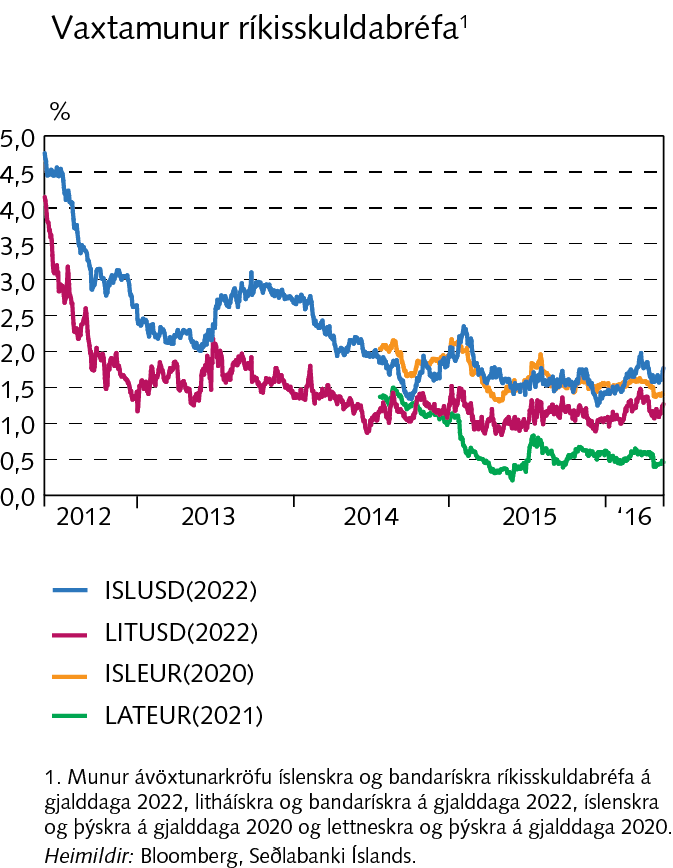 Vaxtamunur ríkisskuldabréfa¹
%
5,0
4,5
4,0
3,5
3,0
2,5
2,0
1,5
1,0
0,5
0,0
2012 2013 2014 2015 ‘16
ISLUSD(2022)
LITUSD(2022)
ISLEUR(2020)
LATEUR(2021)
1. Munur ávöxtunarkröfu íslenskra og bandarískra ríkisskuldabréfa á
gjalddaga 2022, litháískra og bandarískra á gjalddaga 2022, íslenskra
og þýskra á gjalddaga 2020 og lettneskra og þýskra á gjalddaga 2020.
Heimildir: Bloomberg, Seðlabanki Íslands.